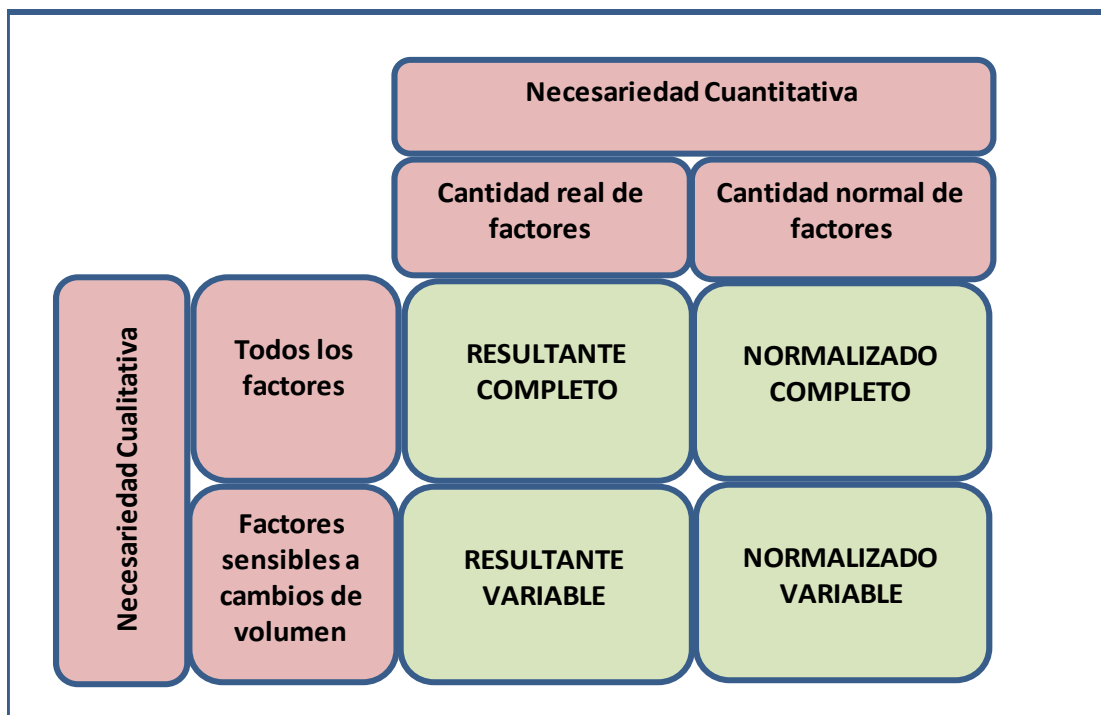 Necesariedad Cuantitativa
Cantidad real de
factores
Cantidad normal de
factores
Necesariedad Cualitativa
Todos los
factores
RESULTANTE
COMPLETO
NORMALIZADO
COMPLETO
Factores
sensibles a
cambios de
volumen
RESULTANTE
VARIABLE
NORMALIZADO
VARIABLE